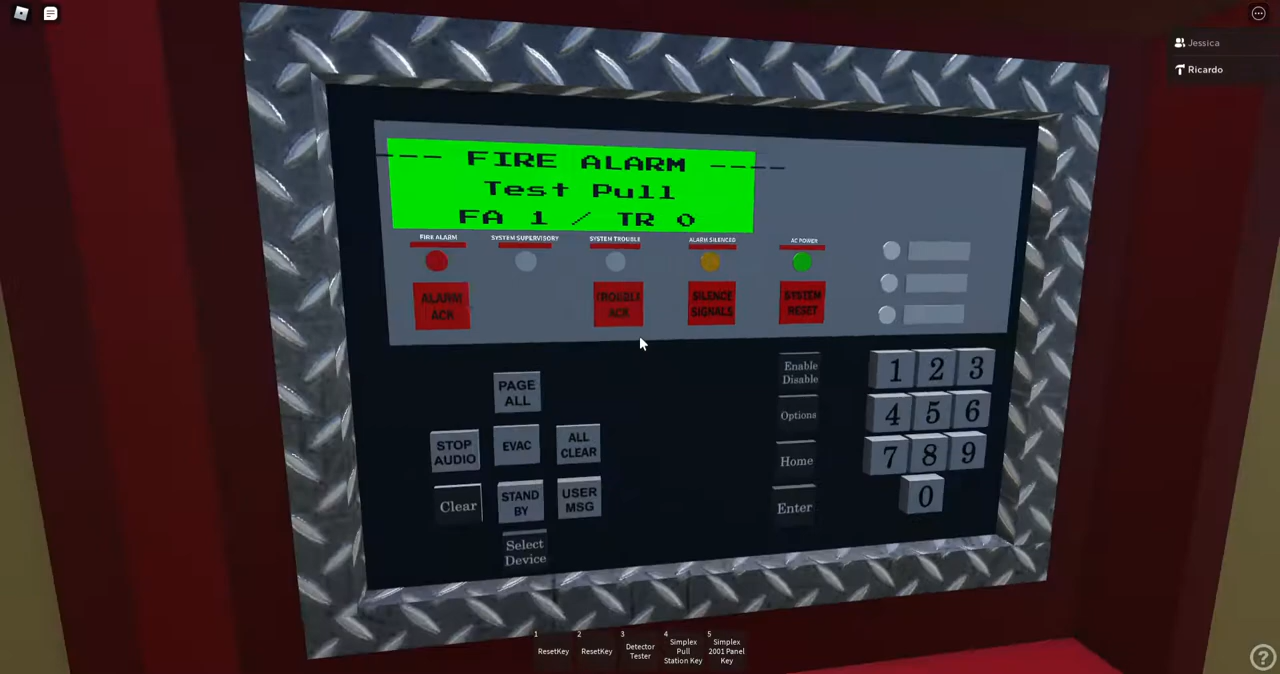 Jessica
Ricardo
--- FIRE ALARM ----
Test Pull
FA 1 / TR 0
FIRE ALARM
SYSTEM SUPERVISORY
SYSTEM TROUBLE
ALARM SILENCED
AC POWER
ALARM
ACK
TROUBLE
ACK
SILENCE
SIGNALS
SYSTEM
RESET
PAGE
ALL
STOP
AUDIO
EVAC
ALL
CLEAR
Clear
STAND
BY
USER
MSG
Select
Device
Enable
Disable
Options
Home
Enter
1 2 3
4 5 6
7 8 9
0
1
ResetKey
2
ResetKey
3
Detector
Tester
4
Simplex
Pull
Station Key
5
Simplex
2001 Panel
Key
?